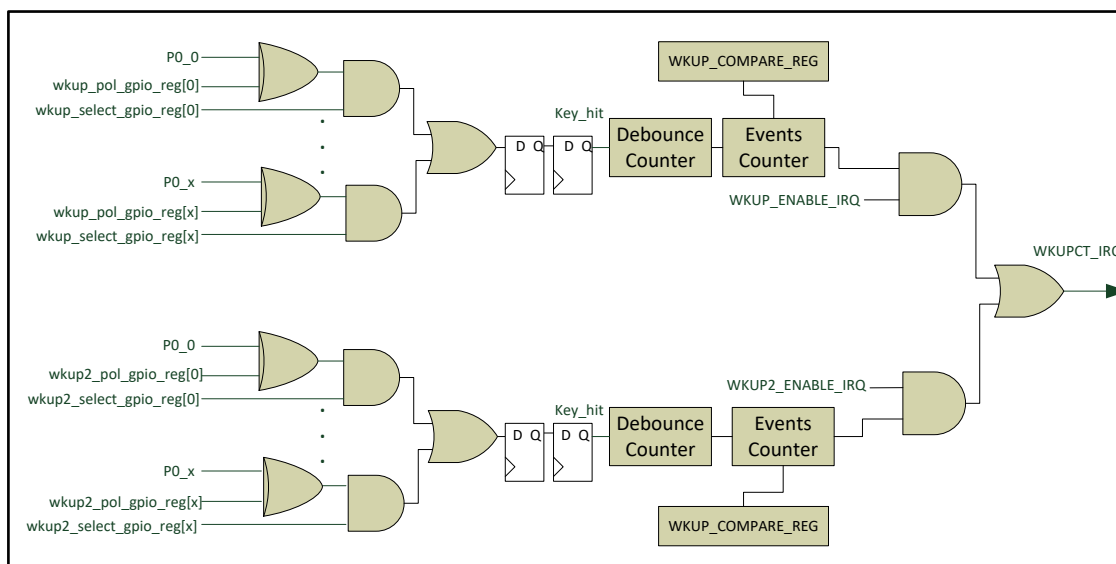 P0_0
wkup_pol_gpio_reg[0]
wkup_select_gpio_reg[0]
P0_x
wkup_pol_gpio_reg[x]
wkup_select_gpio_reg[x]
D Q
D Q
Key_hit
Debounce
Counter
WKUP_COMPARE_REG
Events
Counter
WKUP_ENABLE_IRQ
WKUPCT_IRQ
P0_0
wkup2_pol_gpio_reg[0]
wkup2_select_gpio_reg[0]
P0_x
wkup2_pol_gpio_reg[x]
wkup2_select_gpio_reg[x]
D Q
D Q
Key_hit
Debounce
Counter
Events
Counter
WKUP2_ENABLE_IRQ
WKUP_COMPARE_REG